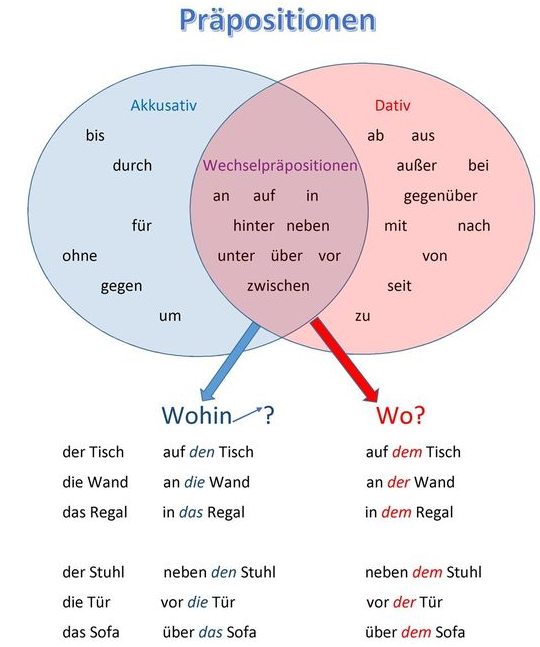 Präpositionen
Akkusativ
bis
durch
für
ohne
gegen
um
Wechselpräpositionen
an auf in
hinter neben
unter über vor
zwischen
Dativ
ab aus
außer bei
gegenüber
mit nach
von
seit
zu
Wohin ? Wo?
der Tisch auf den Tisch auf dem Tisch
die Wand an die Wand an der Wand
das Regal in das Regal in dem Regal
der Stuhl neben den Stuhl neben dem Stuhl
die Tür vor die Tür vor der Tür
das Sofa über das Sofa über dem Sofa